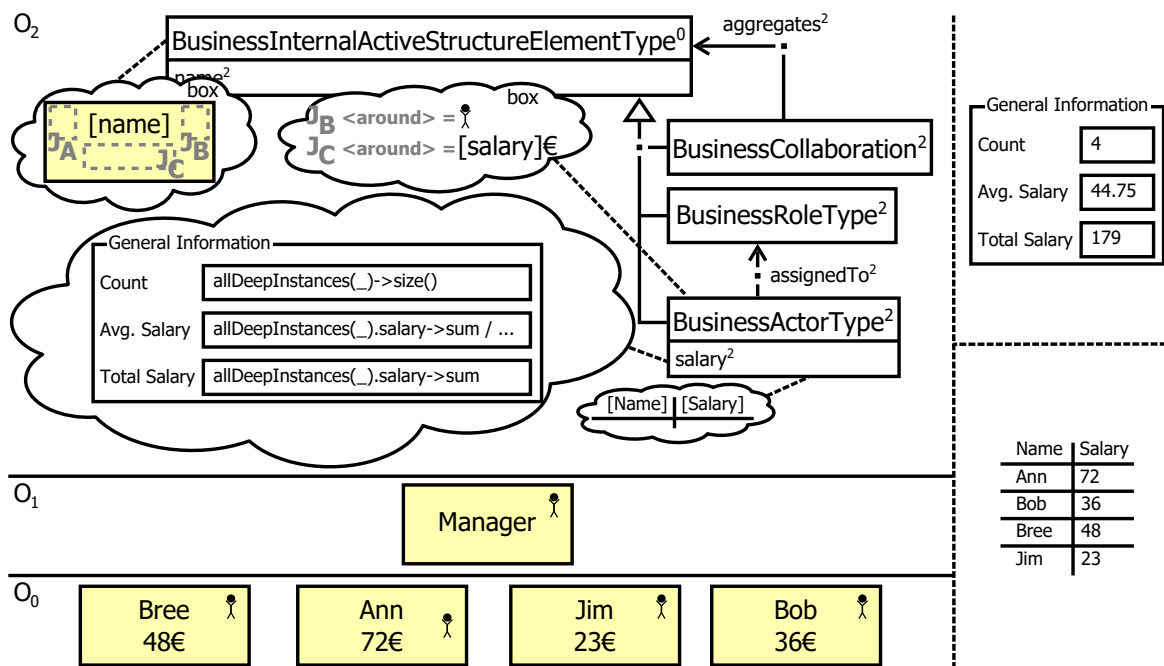 O2
aggregates²
BusinessInternalActiveStructureElementType⁰
name²
box
[name]
JA
JB
JC
box
JB <around> =
JC <around> = [salary]€
BusinessCollaboration²
BusinessRoleType²
assignedTo²
BusinessActorType²
salary²
General Information
Count allDeepInstances(_)->size()
Avg. Salary allDeepInstances(_).salary->sum / ...
Total Salary allDeepInstances(_).salary->sum
[Name] [Salary]
General Information
Count 4
Avg. Salary 44.75
Total Salary 179
O1
Manager
Name Salary
Ann 72
Bob 36
Bree 48
Jim 23
O0
Bree
48€
Ann
72€
Jim
23€
Bob
36€